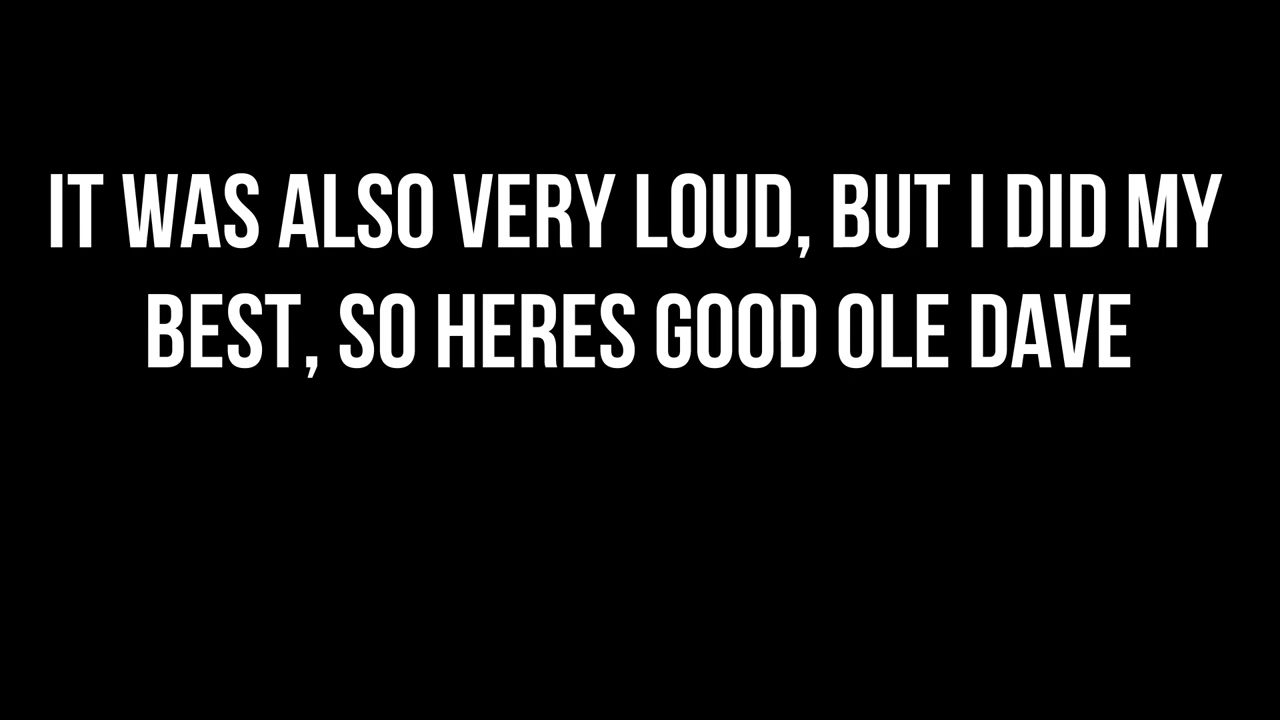 IT WAS ALSO VERY LOUD, BUT I DID MY
BEST, SO HERES GOOD OLE DAVE